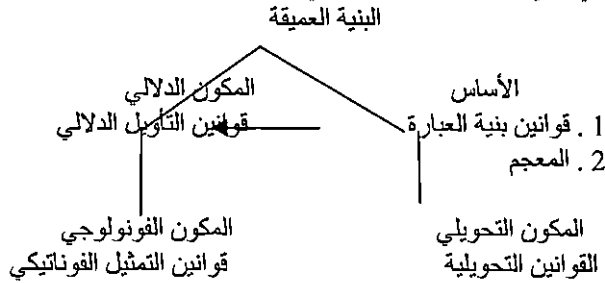 البنية العميقة
الأساس
1 . قوانين بنية العبارة
2 . المعجم
المكون الدلالي
قوانين التأويل الدلالي
المكون التحويلي
القوانين التحويلية
المكون الفونولوجي
قوانين التمثيل الفوناتيكي